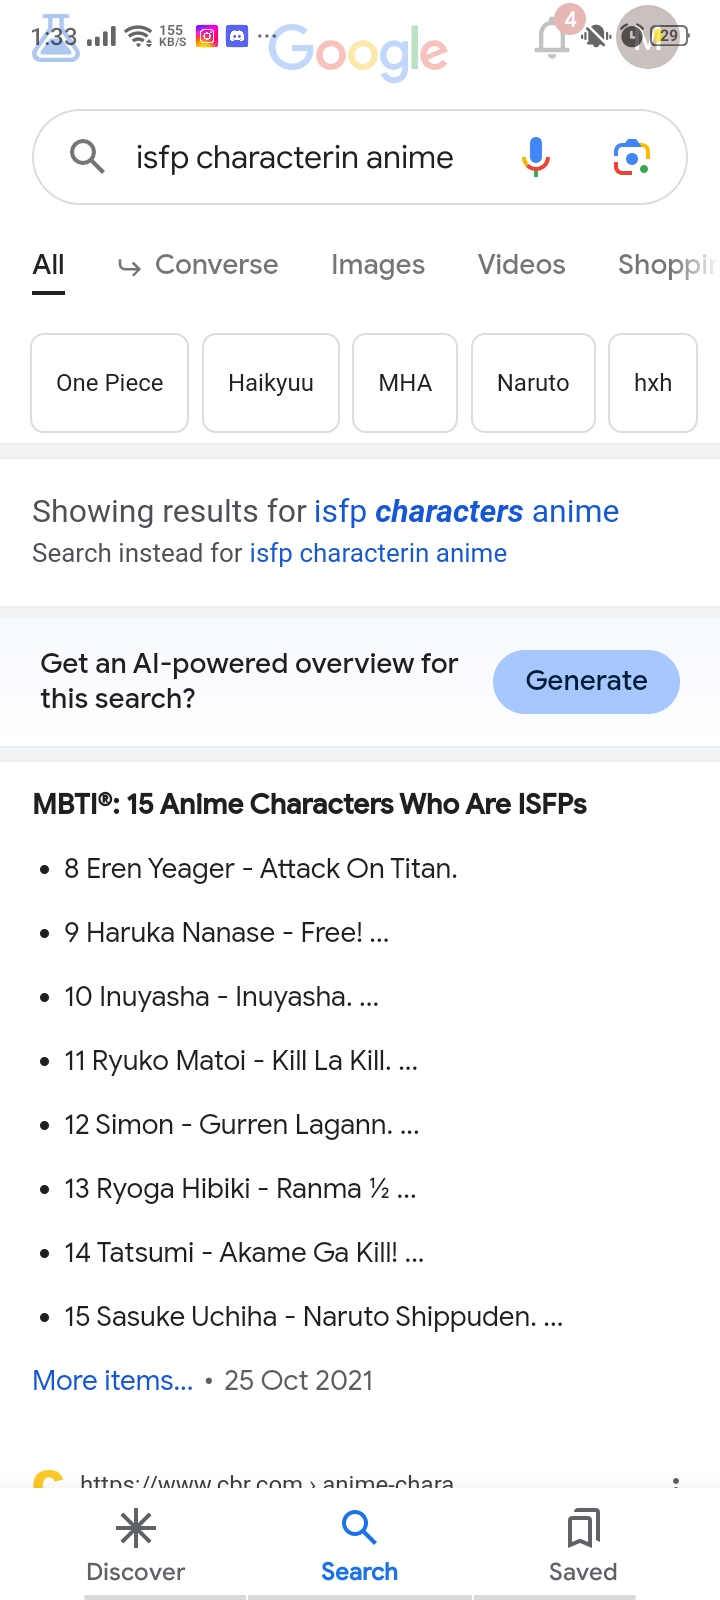 1:33 155 KB/S ... 29
Google 4 M
isfp characterin anime
All Converse Images Videos Shoppin
One Piece Haikyuu MHA Naruto hxh
Showing results for isfp characters anime
Search instead for isfp characterin anime
Get an AI-powered overview for
this search?
Generate
MBTI®: 15 Anime Characters Who Are ISFPs
• 8 Eren Yeager - Attack On Titan.
• 9 Haruka Nanase - Free! ...
• 10 Inuyasha - Inuyasha. ...
• 11 Ryuko Matoi - Kill La Kill. ...
• 12 Simon - Gurren Lagann. ...
• 13 Ryoga Hibiki - Ranma ½ ...
• 14 Tatsumi - Akame Ga Kill! ...
• 15 Sasuke Uchiha - Naruto Shippuden. ...
More items... • 25 Oct 2021
https://www.cbr.com › anime-chara
Discover Search Saved